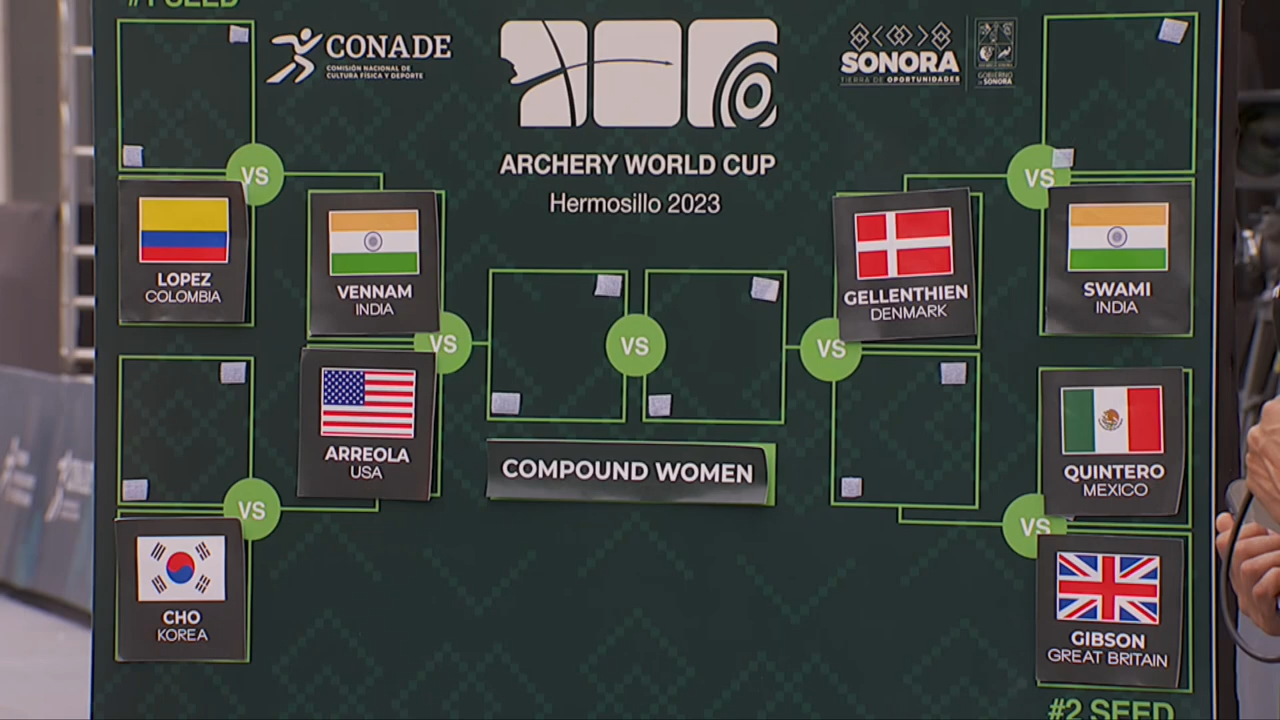 #1 SEED
CONADE
COMISIÓN NACIONAL DE
CULTURA FÍSICA Y DEPORTE
SONORA
TIERRA DE OPORTUNIDADES
GOBIERNO
DE SONORA
ARCHERY WORLD CUP
Hermosillo 2023
VS
VS
LOPEZ
COLOMBIA
VENNAM
INDIA
GELLENTHIEN
DENMARK
SWAMI
INDIA
VS
VS
VS
ARREOLA
USA
COMPOUND WOMEN
QUINTERO
MEXICO
VS
VS
CHO
KOREA
GIBSON
GREAT BRITAIN
#2 SEED